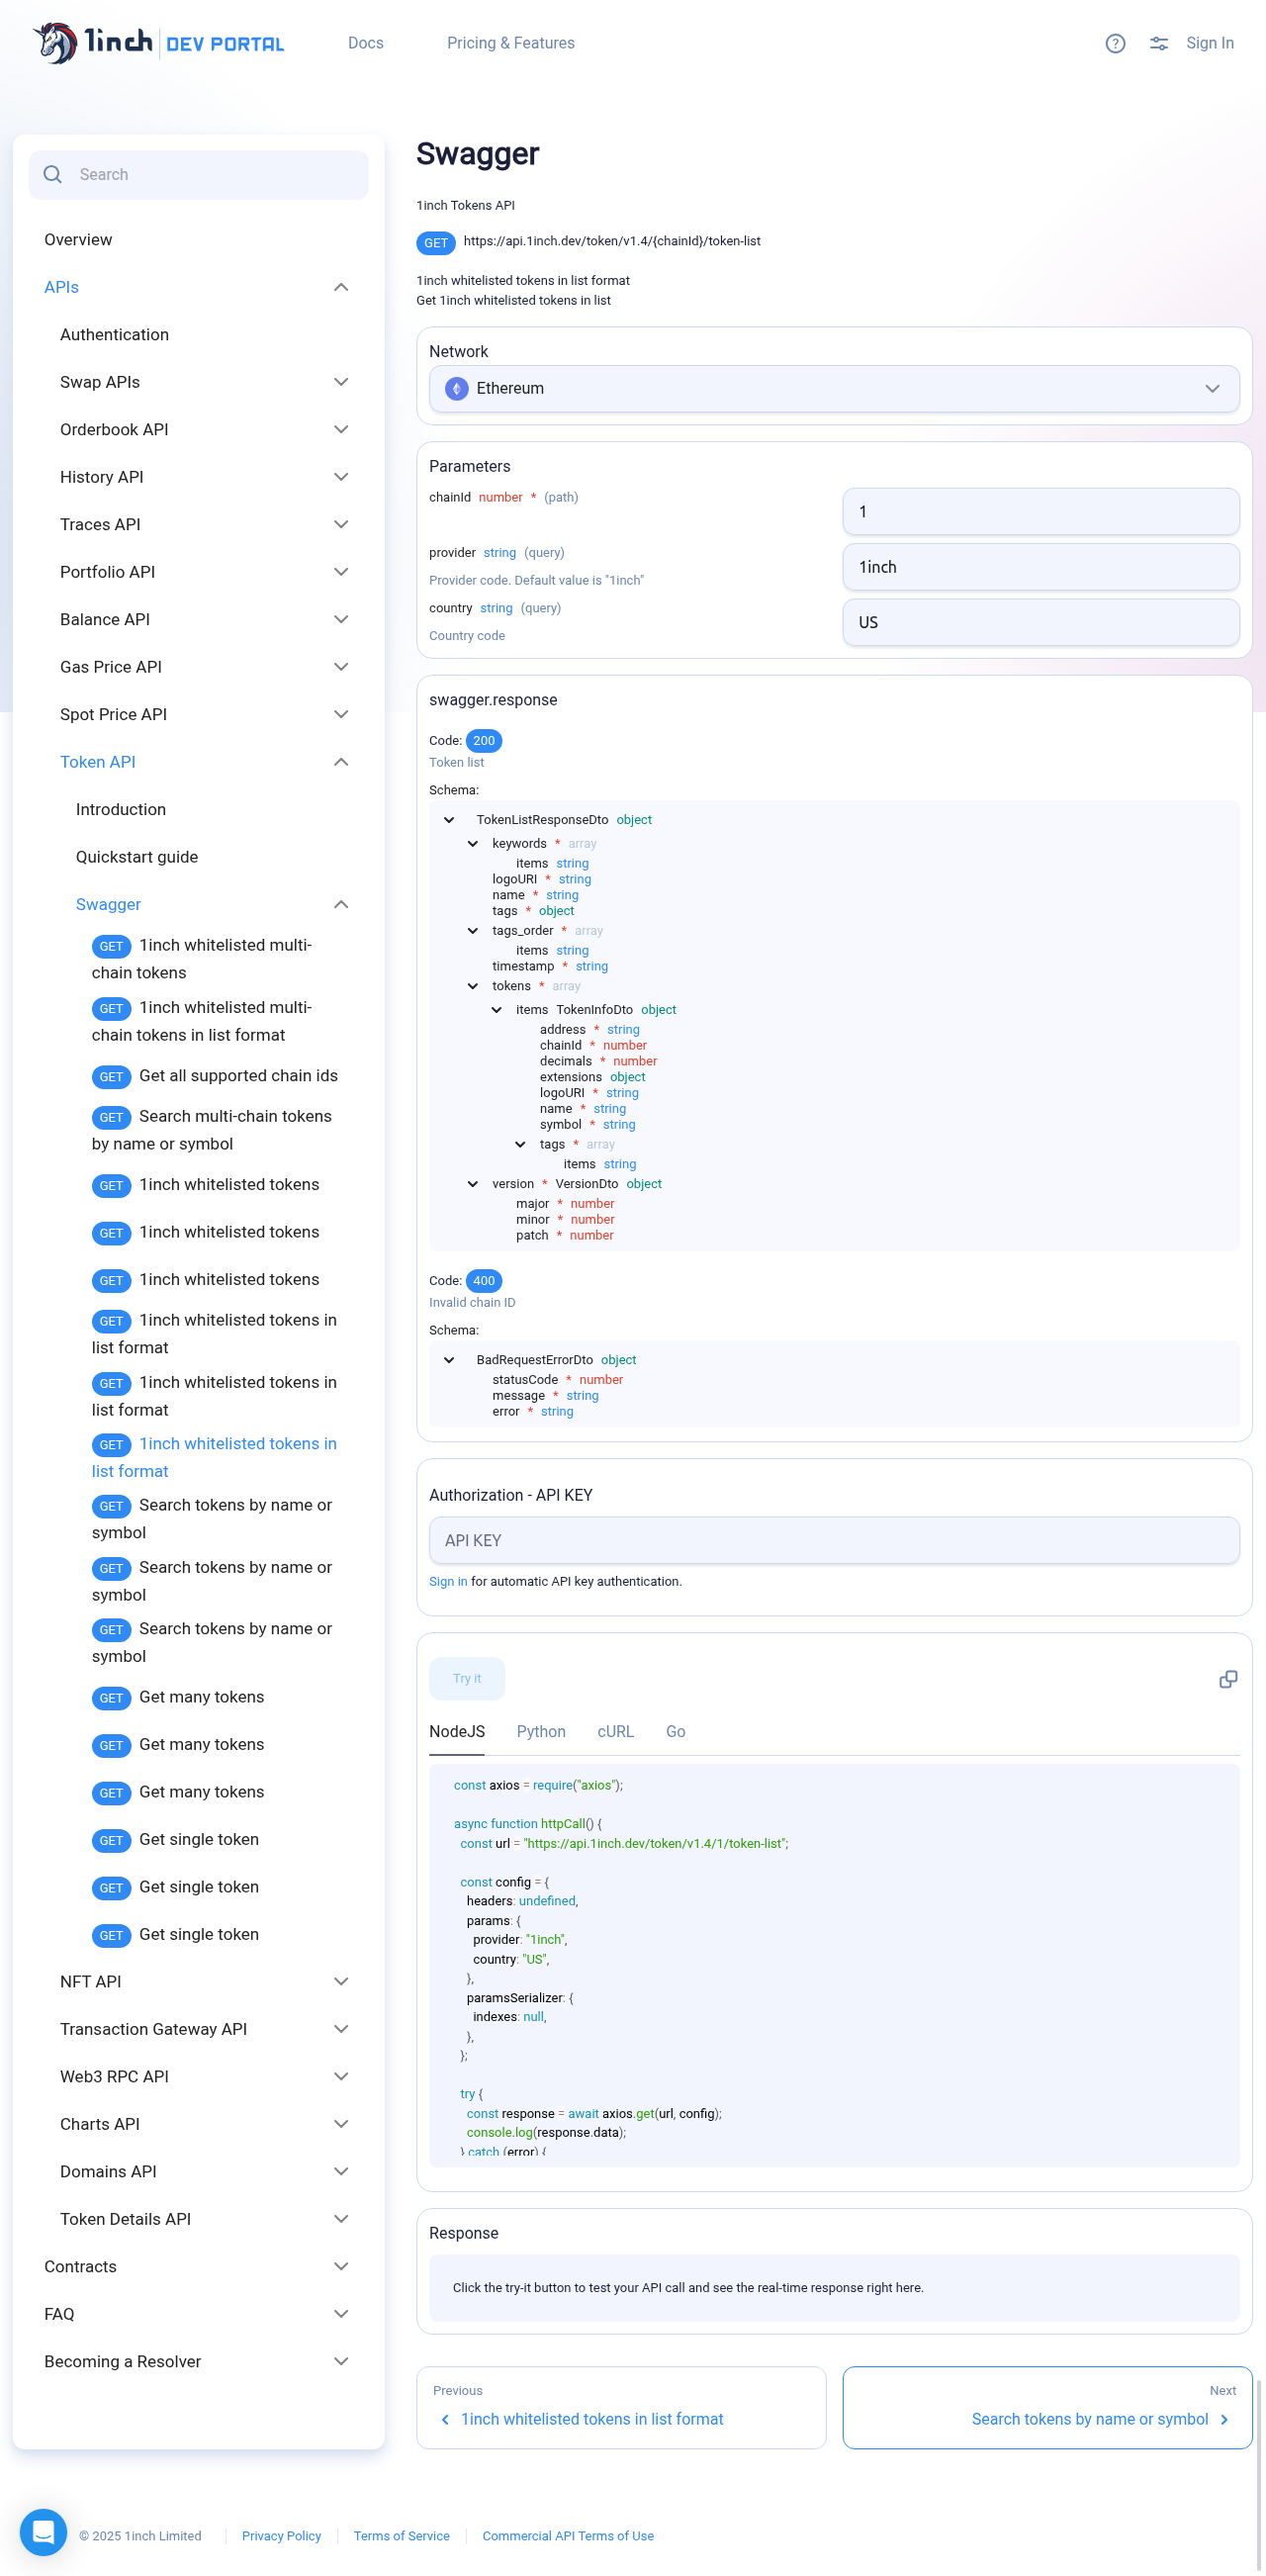 1inch DEV PORTAL
Docs
Pricing & Features
Sign In
Search
Overview
APIs
Authentication
Swap APIs
Orderbook API
History API
Traces API
Portfolio API
Balance API
Gas Price API
Spot Price API
Token API
Introduction
Quickstart guide
Swagger
GET 1inch whitelisted multi-
chain tokens
GET 1inch whitelisted multi-
chain tokens in list format
GET Get all supported chain ids
GET Search multi-chain tokens
by name or symbol
GET 1inch whitelisted tokens
GET 1inch whitelisted tokens
GET 1inch whitelisted tokens
GET 1inch whitelisted tokens in
list format
GET 1inch whitelisted tokens in
list format
GET 1inch whitelisted tokens in
list format
GET Search tokens by name or
symbol
GET Search tokens by name or
symbol
GET Search tokens by name or
symbol
GET Get many tokens
GET Get many tokens
GET Get many tokens
GET Get single token
GET Get single token
GET Get single token
NFT API
Transaction Gateway API
Web3 RPC API
Charts API
Domains API
Token Details API
Contracts
FAQ
Becoming a Resolver
Swagger
1inch Tokens API
GET https://api.1inch.dev/token/v1.4/{chainId}/token-list
1inch whitelisted tokens in list format
Get 1inch whitelisted tokens in list
Network
Ethereum
Parameters
chainId number * (path)
1
provider string (query)
Provider code. Default value is "1inch"
1inch
country string (query)
Country code
US
swagger.response
Code: 200
Token list
Schema:
TokenListResponseDto object
keywords * array
items string
logoURI * string
name * string
tags * object
tags_order * array
items string
timestamp * string
tokens * array
items TokenInfoDto object
address * string
chainId * number
decimals * number
extensions object
logoURI * string
name * string
symbol * string
tags * array
items string
version * VersionDto object
major * number
minor * number
patch * number
Code: 400
Invalid chain ID
Schema:
BadRequestErrorDto object
statusCode * number
message * string
error * string
Authorization - API KEY
API KEY
Sign in for automatic API key authentication.
Try it
NodeJS Python cURL Go
const axios = require("axios");
async function httpCall() {
const url = "https://api.1inch.dev/token/v1.4/1/token-list";
const config = {
headers: undefined,
params: {
provider: "1inch",
country: "US",
},
paramsSerializer: {
indexes: null,
},
};
try {
const response = await axios.get(url, config);
console.log(response.data);
} catch (error) {
Response
Click the try-it button to test your API call and see the real-time response right here.
Previous
1inch whitelisted tokens in list format
Next
Search tokens by name or symbol
© 2025 1inch Limited
Privacy Policy
Terms of Service
Commercial API Terms of Use